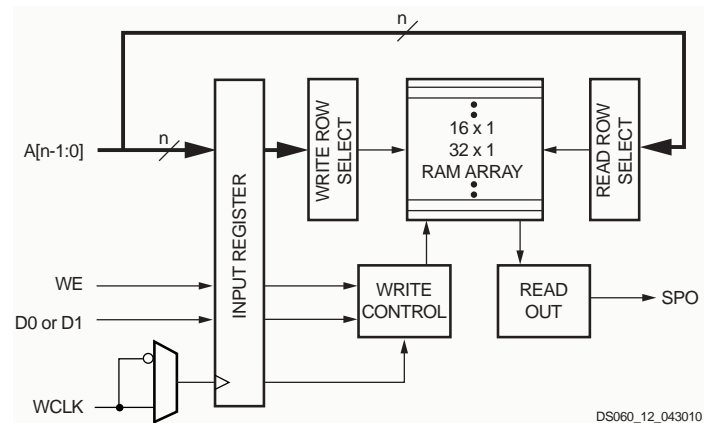 n
A[n-1:0]
n
INPUT REGISTER
WRITE ROW
SELECT
16 x 1
32 x 1
RAM ARRAY
READ ROW
SELECT
WE
D0 or D1
WRITE
CONTROL
READ
OUT
SPO
WCLK
DS060_12_043010